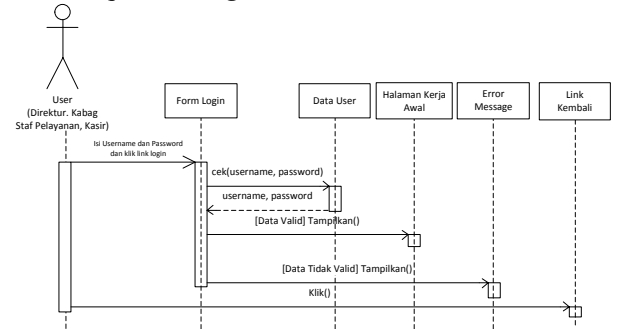 User
(Direktur. Kabag
Staf Pelayanan, Kasir)
Form Login
Data User
Halaman Kerja
Awal
Error
Message
Link
Kembali
Isi Username dan Password
dan klik link login
cek(username, password)
username, password
[Data Valid] Tampilkan()
[Data Tidak Valid] Tampilkan()
Klik()